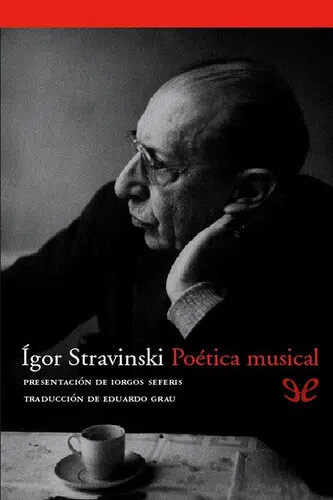 Ígor Stravinski Poética musical
PRESENTACIÓN DE IORGOS SEFERIS
TRADUCCIÓN DE EDUARDO GRAU